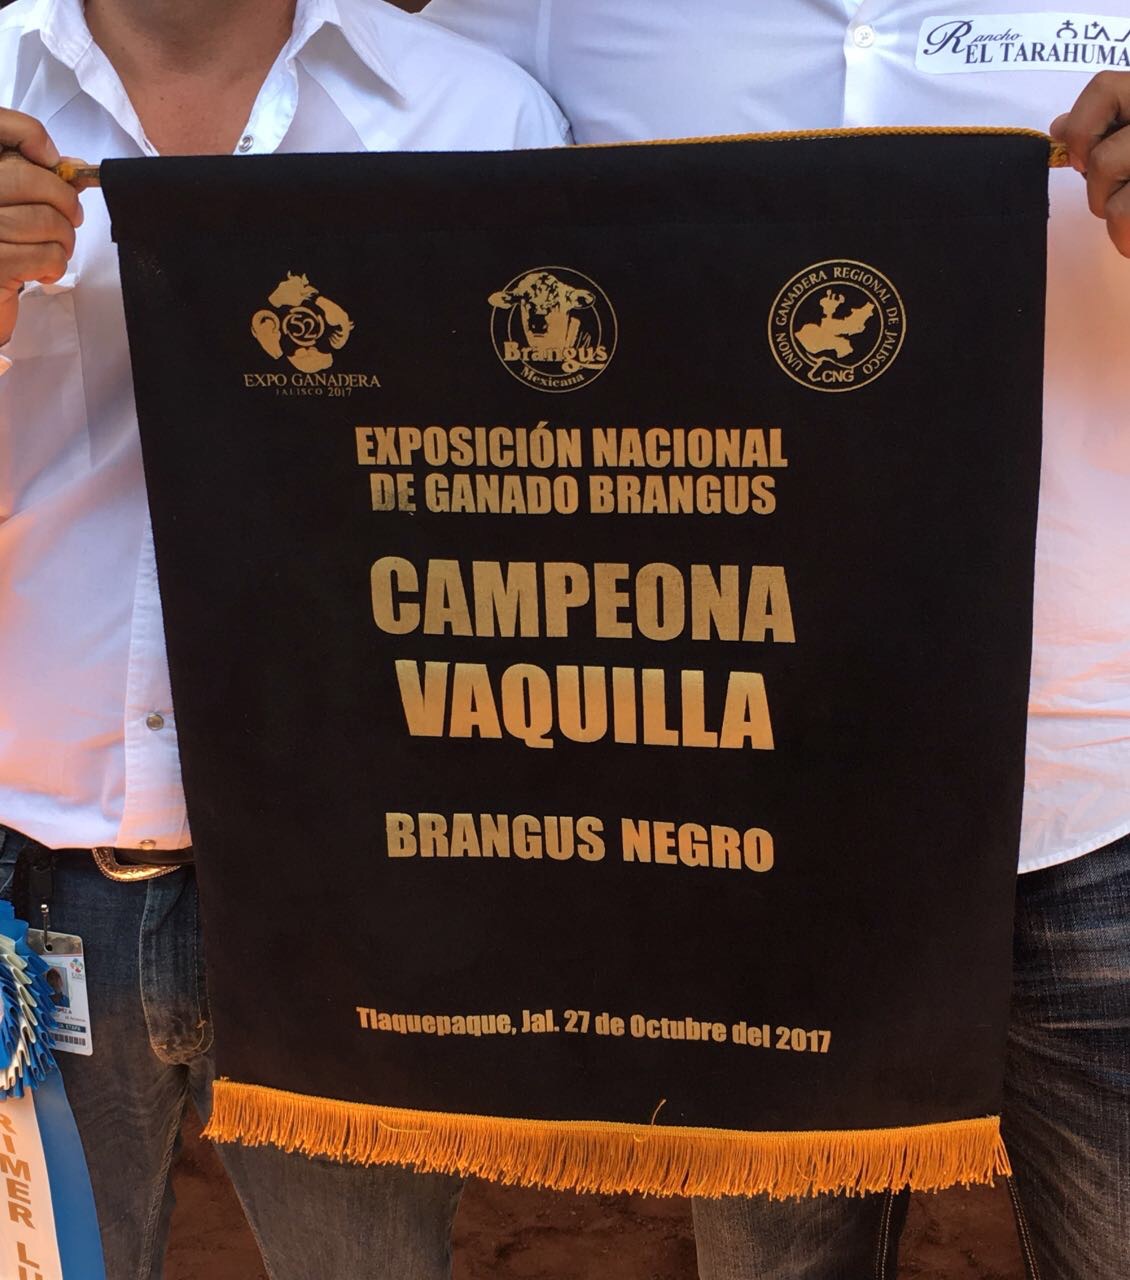 Rancho
EL TARAHUMA
52
EXPO GANADERA
JALISCO 2017
Brangus
Mexicana
UNION GANADERA REGIONAL DE JALISCO
CNG
EXPOSICIÓN NACIONAL
DE GANADO BRANGUS
CAMPEONA
VAQUILLA
BRANGUS NEGRO
Tlaquepaque, Jal. 27 de Octubre del 2017
RIMER LU